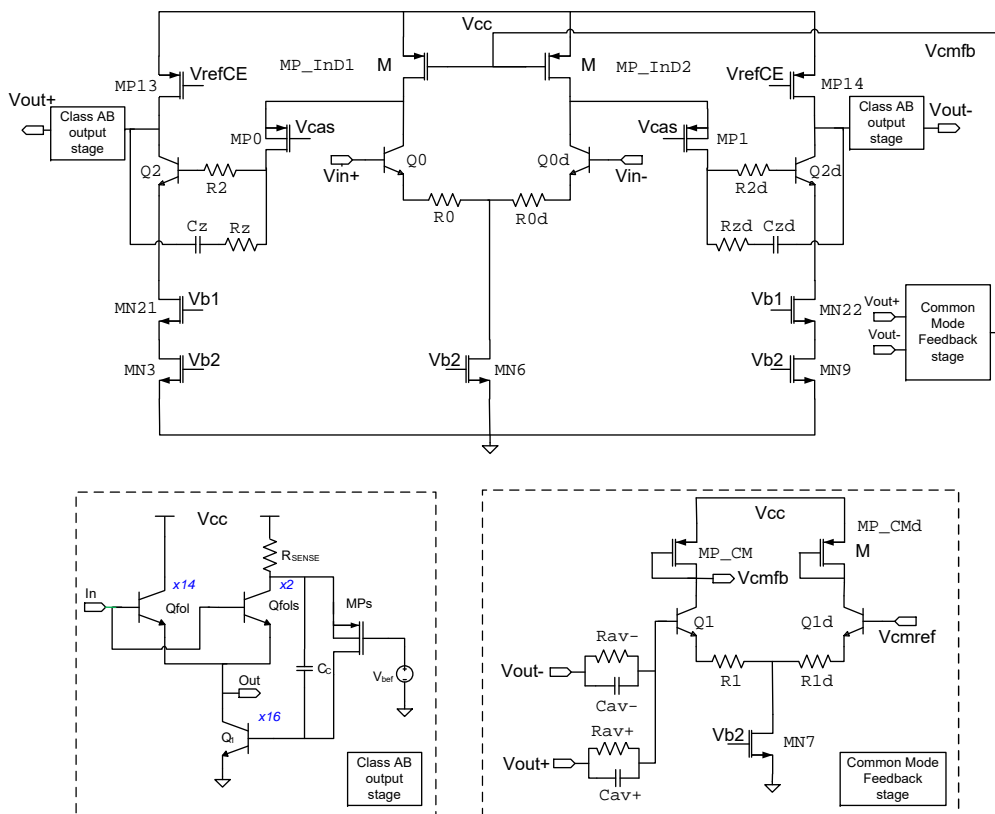 Vcc
Vcmfb
MP_InD1
M
M
MP_InD2
VrefCE
MP13
Vout+
Class AB
output
stage
Vcas
MP0
Q2
R2
Cz
Rz
Q0
Vin+
R0
R0d
Q0d
Vin-
Vcas
MP1
R2d
Q2d
Rzd
Czd
VrefCE
MP14
Class AB
output
stage
Vout-
Vb1
MN21
Vb2
MN3
Vb2
MN6
Vb1
MN22
Vb2
MN9
Vout+
Vout-
Common
Mode
Feedback
stage
Vcc
RSENSE
x14
x2
In
Qfol
Qfols
MPs
CC
Vbef
Out
x16
Qt
Class AB
output
stage
Vcc
MP_CMd
MP_CM
M
Vcmfb
Q1
Q1d
Vcmref
Rav-
Vout-
Cav-
R1
R1d
Rav+
Vout+
Cav+
Vb2
MN7
Common Mode
Feedback
stage